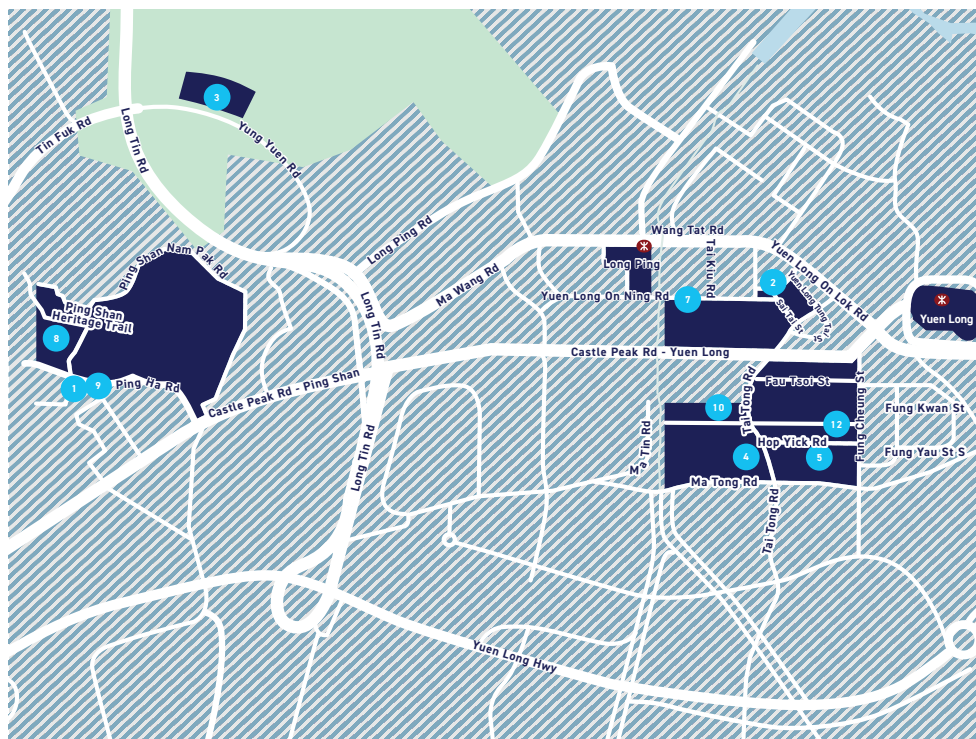 3
Tin Fuk Rd
Long Tin Rd
Yung Yuen Rd
Long Ping Rd
Wang Tat Rd
Ping Shan Nam Pak Rd
Long Ping
Tai Kiu Rd
Yuen Long On Lok Rd
Ma Wang Rd
Yuen Long On Ning Rd
7
2
Yuen Long Tung Tai
Sai Tai St
St
Yuen Long
Ping Shan
Heritage Trail
8
Long Tin Rd
Castle Peak Rd - Yuen Long
1
9
Ping Ha Rd
Castle Peak Rd - Ping Shan
Tai Tong Rd
Fau Tsoi St
Fung Cheung St
10
12
Fung Kwan St
Ma Tin Rd
Hop Yick Rd
4
5
Fung Yau St S
Long Tin Rd
Ma Tong Rd
Tai Tong Rd
Yuen Long Hwy